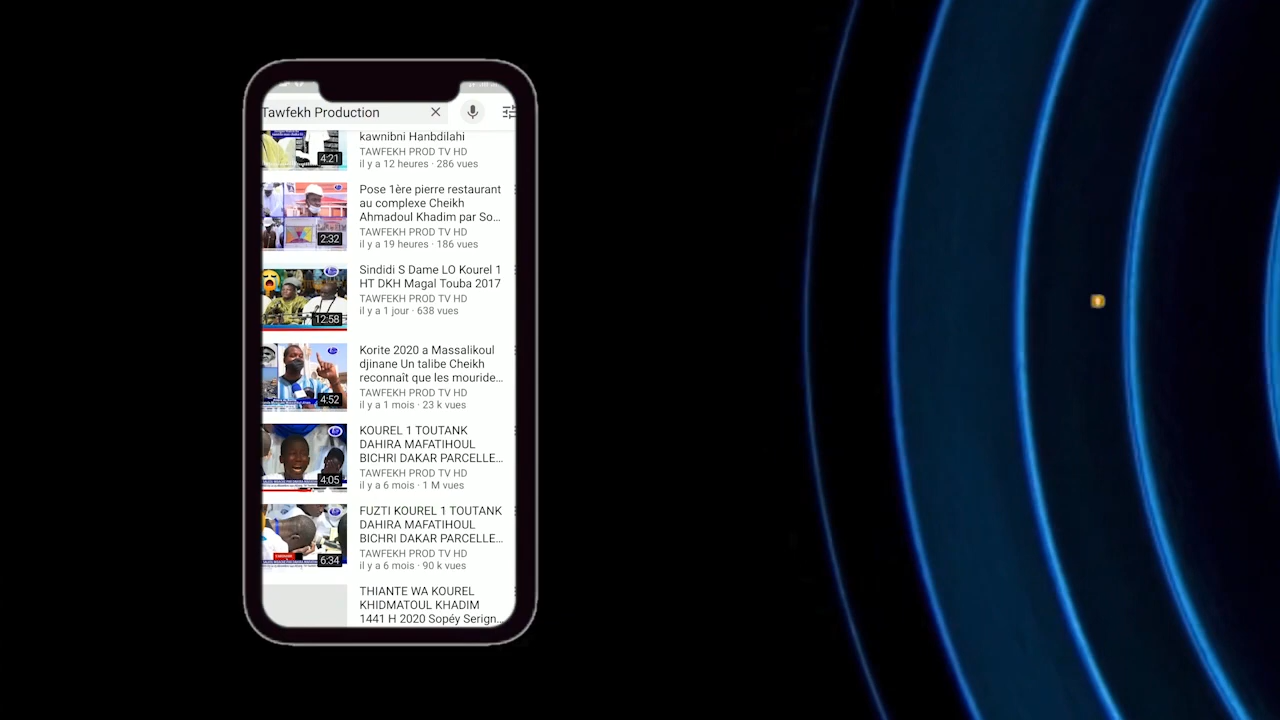 Tawfekh Production
kawnibni Hanbdilahi
TAWFEKH PROD TV HD
il y a 12 heures · 286 vues
4:21
Pose 1ère pierre restaurant
au complexe Cheikh
Ahmadoul Khadim par So...
TAWFEKH PROD TV HD
il y a 19 heures · 186 vues
2:32
Sindidi S Dame LO Kourel 1
HT DKH Magal Touba 2017
TAWFEKH PROD TV HD
il y a 1 jour · 638 vues
12:58
Korite 2020 a Massalikoul
djinane Un talibe Cheikh
reconnaît que les mouride...
TAWFEKH PROD TV HD
il y a 1 mois · 23 k vues
4:52
KOUREL 1 TOUTANK
DAHIRA MAFATIHOUL
BICHRI DAKAR PARCELLE...
TAWFEKH PROD TV HD
il y a 6 mois · 1 M vues
4:05
FUZTI KOUREL 1 TOUTANK
DAHIRA MAFATIHOUL
BICHRI DAKAR PARCELLE...
TAWFEKH PROD TV HD
il y a 6 mois · 90 k vues
6:34
THIANTE WA KOUREL
KHIDMATOUL KHADIM
1441 H 2020 Sopéy Serign...